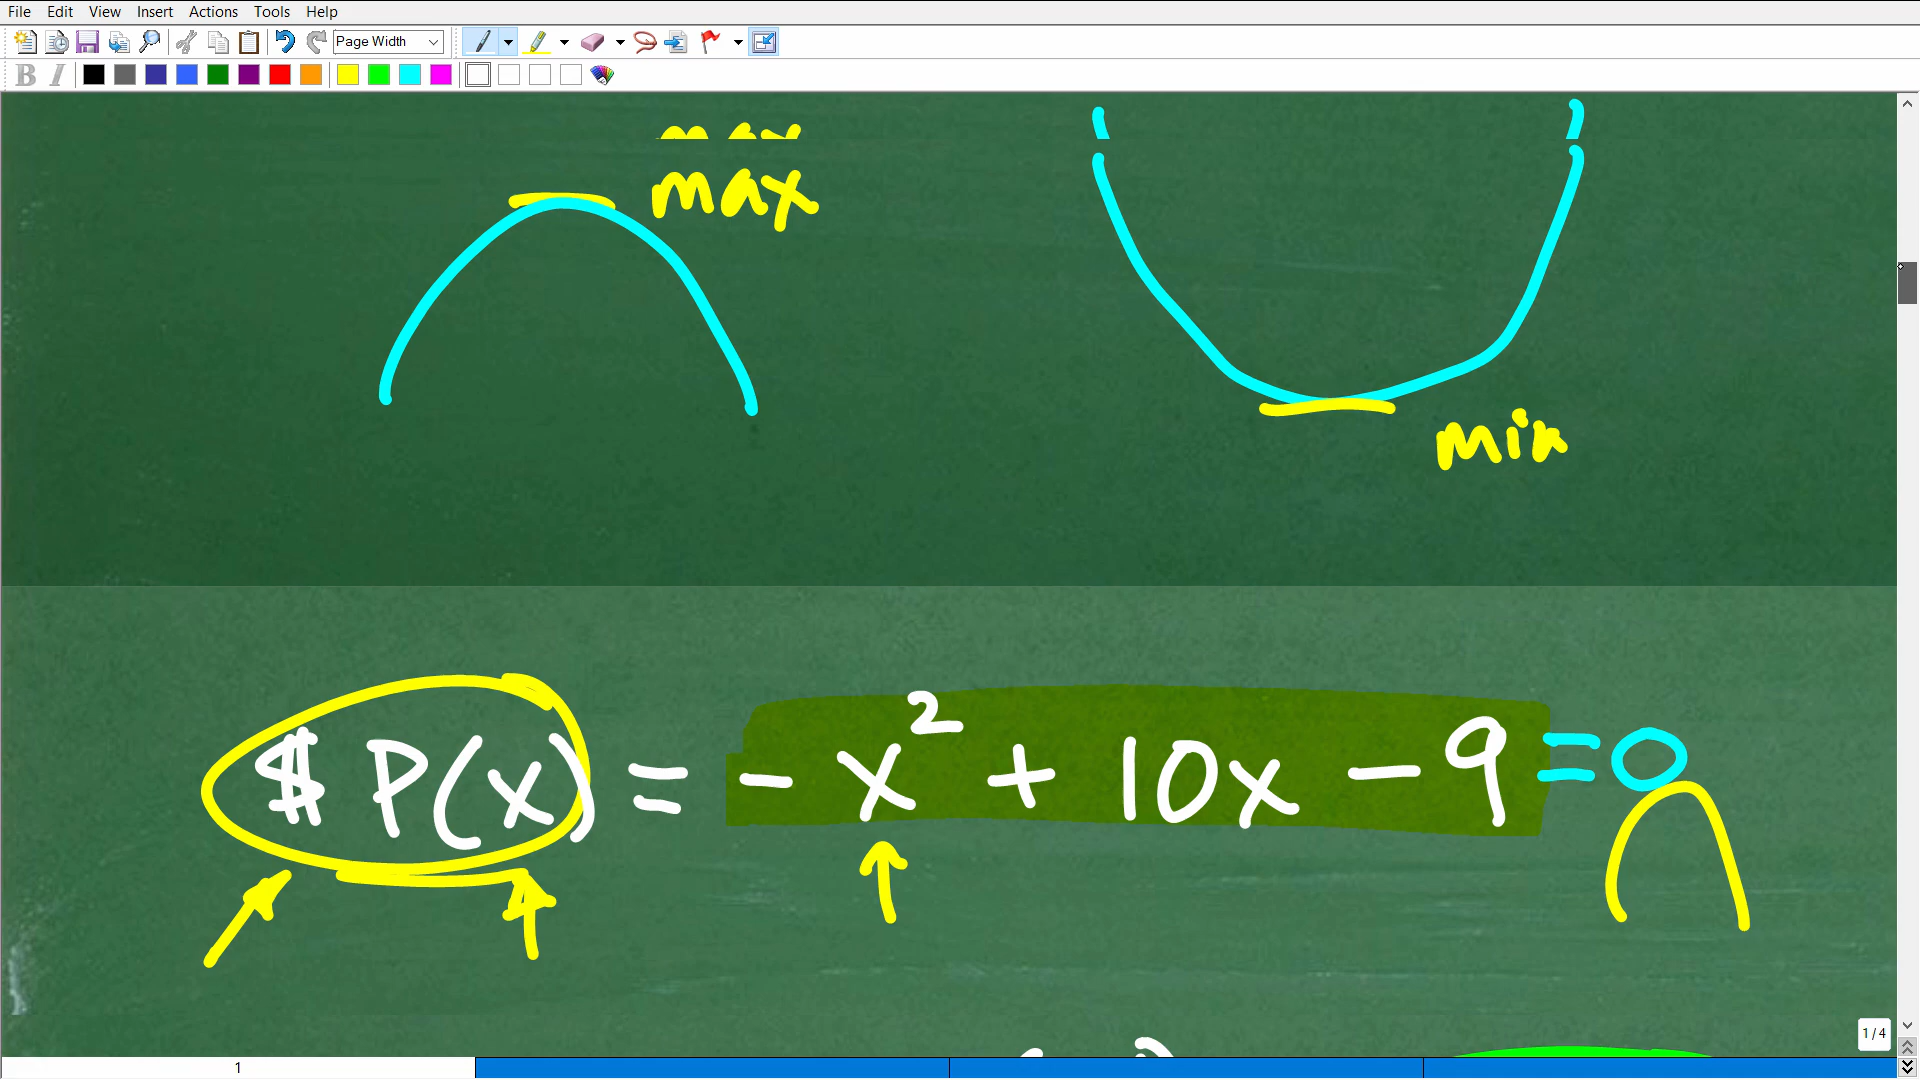 File Edit View Insert Actions Tools Help
Page Width
B I
max
min
$ P(x) = - x² + 10x - 9 = 0
1 / 4
1